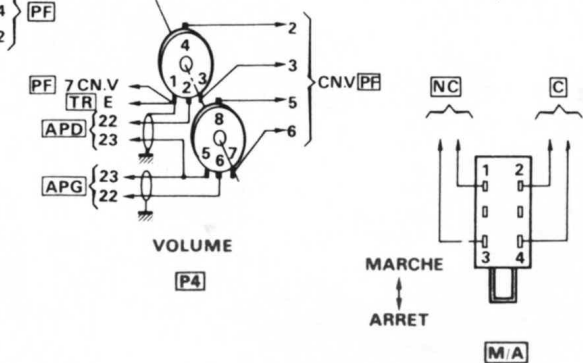 4 PF
2
4
1 2 3
2
3
5
6
CN.V PF
PF 7 CN.V
TR E
APD 22
23
8
5 6 7
APG 23
22
VOLUME
P4
NC C
1 2
3 4
MARCHE
ARRET
M/A